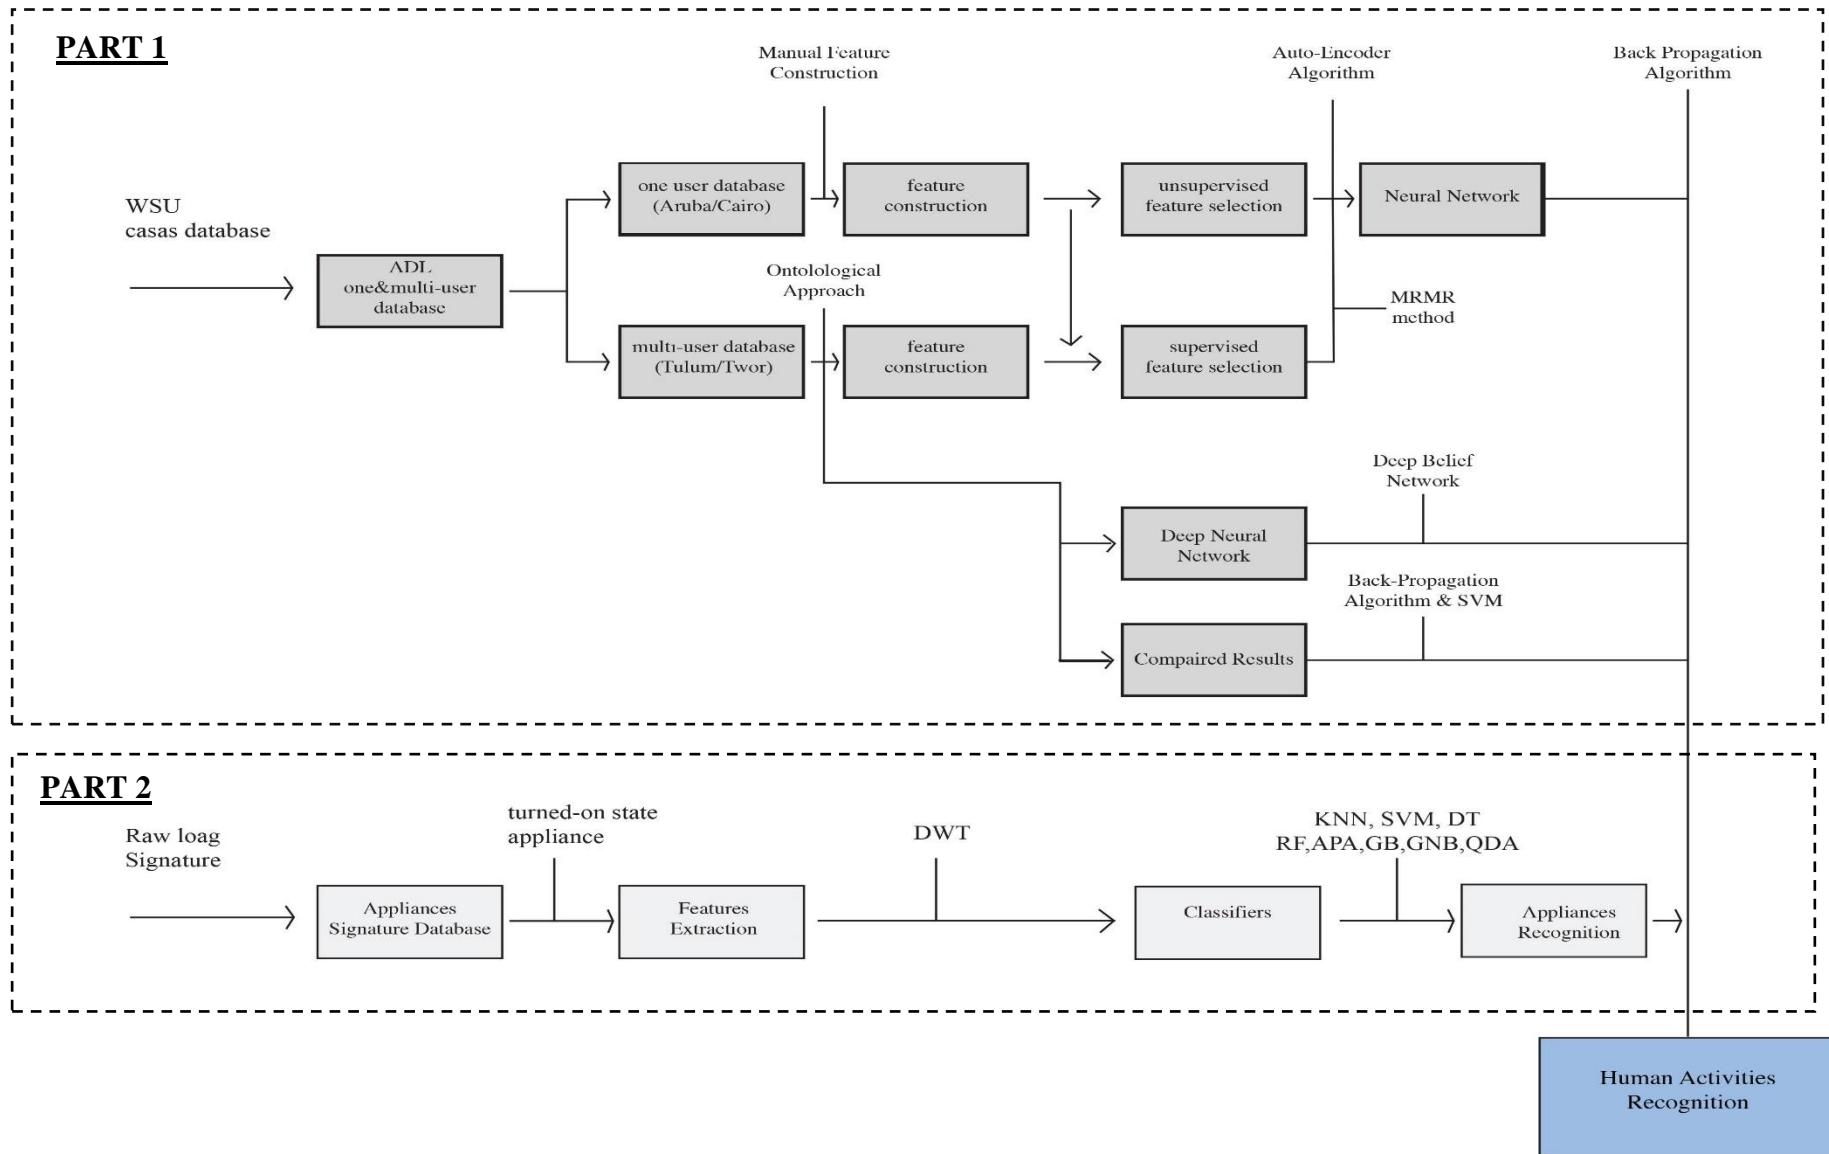 PART 1
Manual Feature
Construction
Auto-Encoder
Algorithm
Back Propagation
Algorithm
WSU
casas database
ADL
one&multi-user
database
one user database
(Aruba/Cairo)
feature
construction
unsupervised
feature selection
Neural Network
Ontolological
Approach
MRMR
method
multi-user database
(Tulum/Twor)
feature
construction
supervised
feature selection
Deep Belief
Network
Deep Neural
Network
Back-Propagation
Algorithm & SVM
Compaired Results
PART 2
Raw loag
Signature
turned-on state
appliance
DWT
KNN, SVM, DT
RF,APA,GB,GNB,QDA
Appliances
Signature Database
Features
Extraction
Classifiers
Appliances
Recognition
Human Activities
Recognition